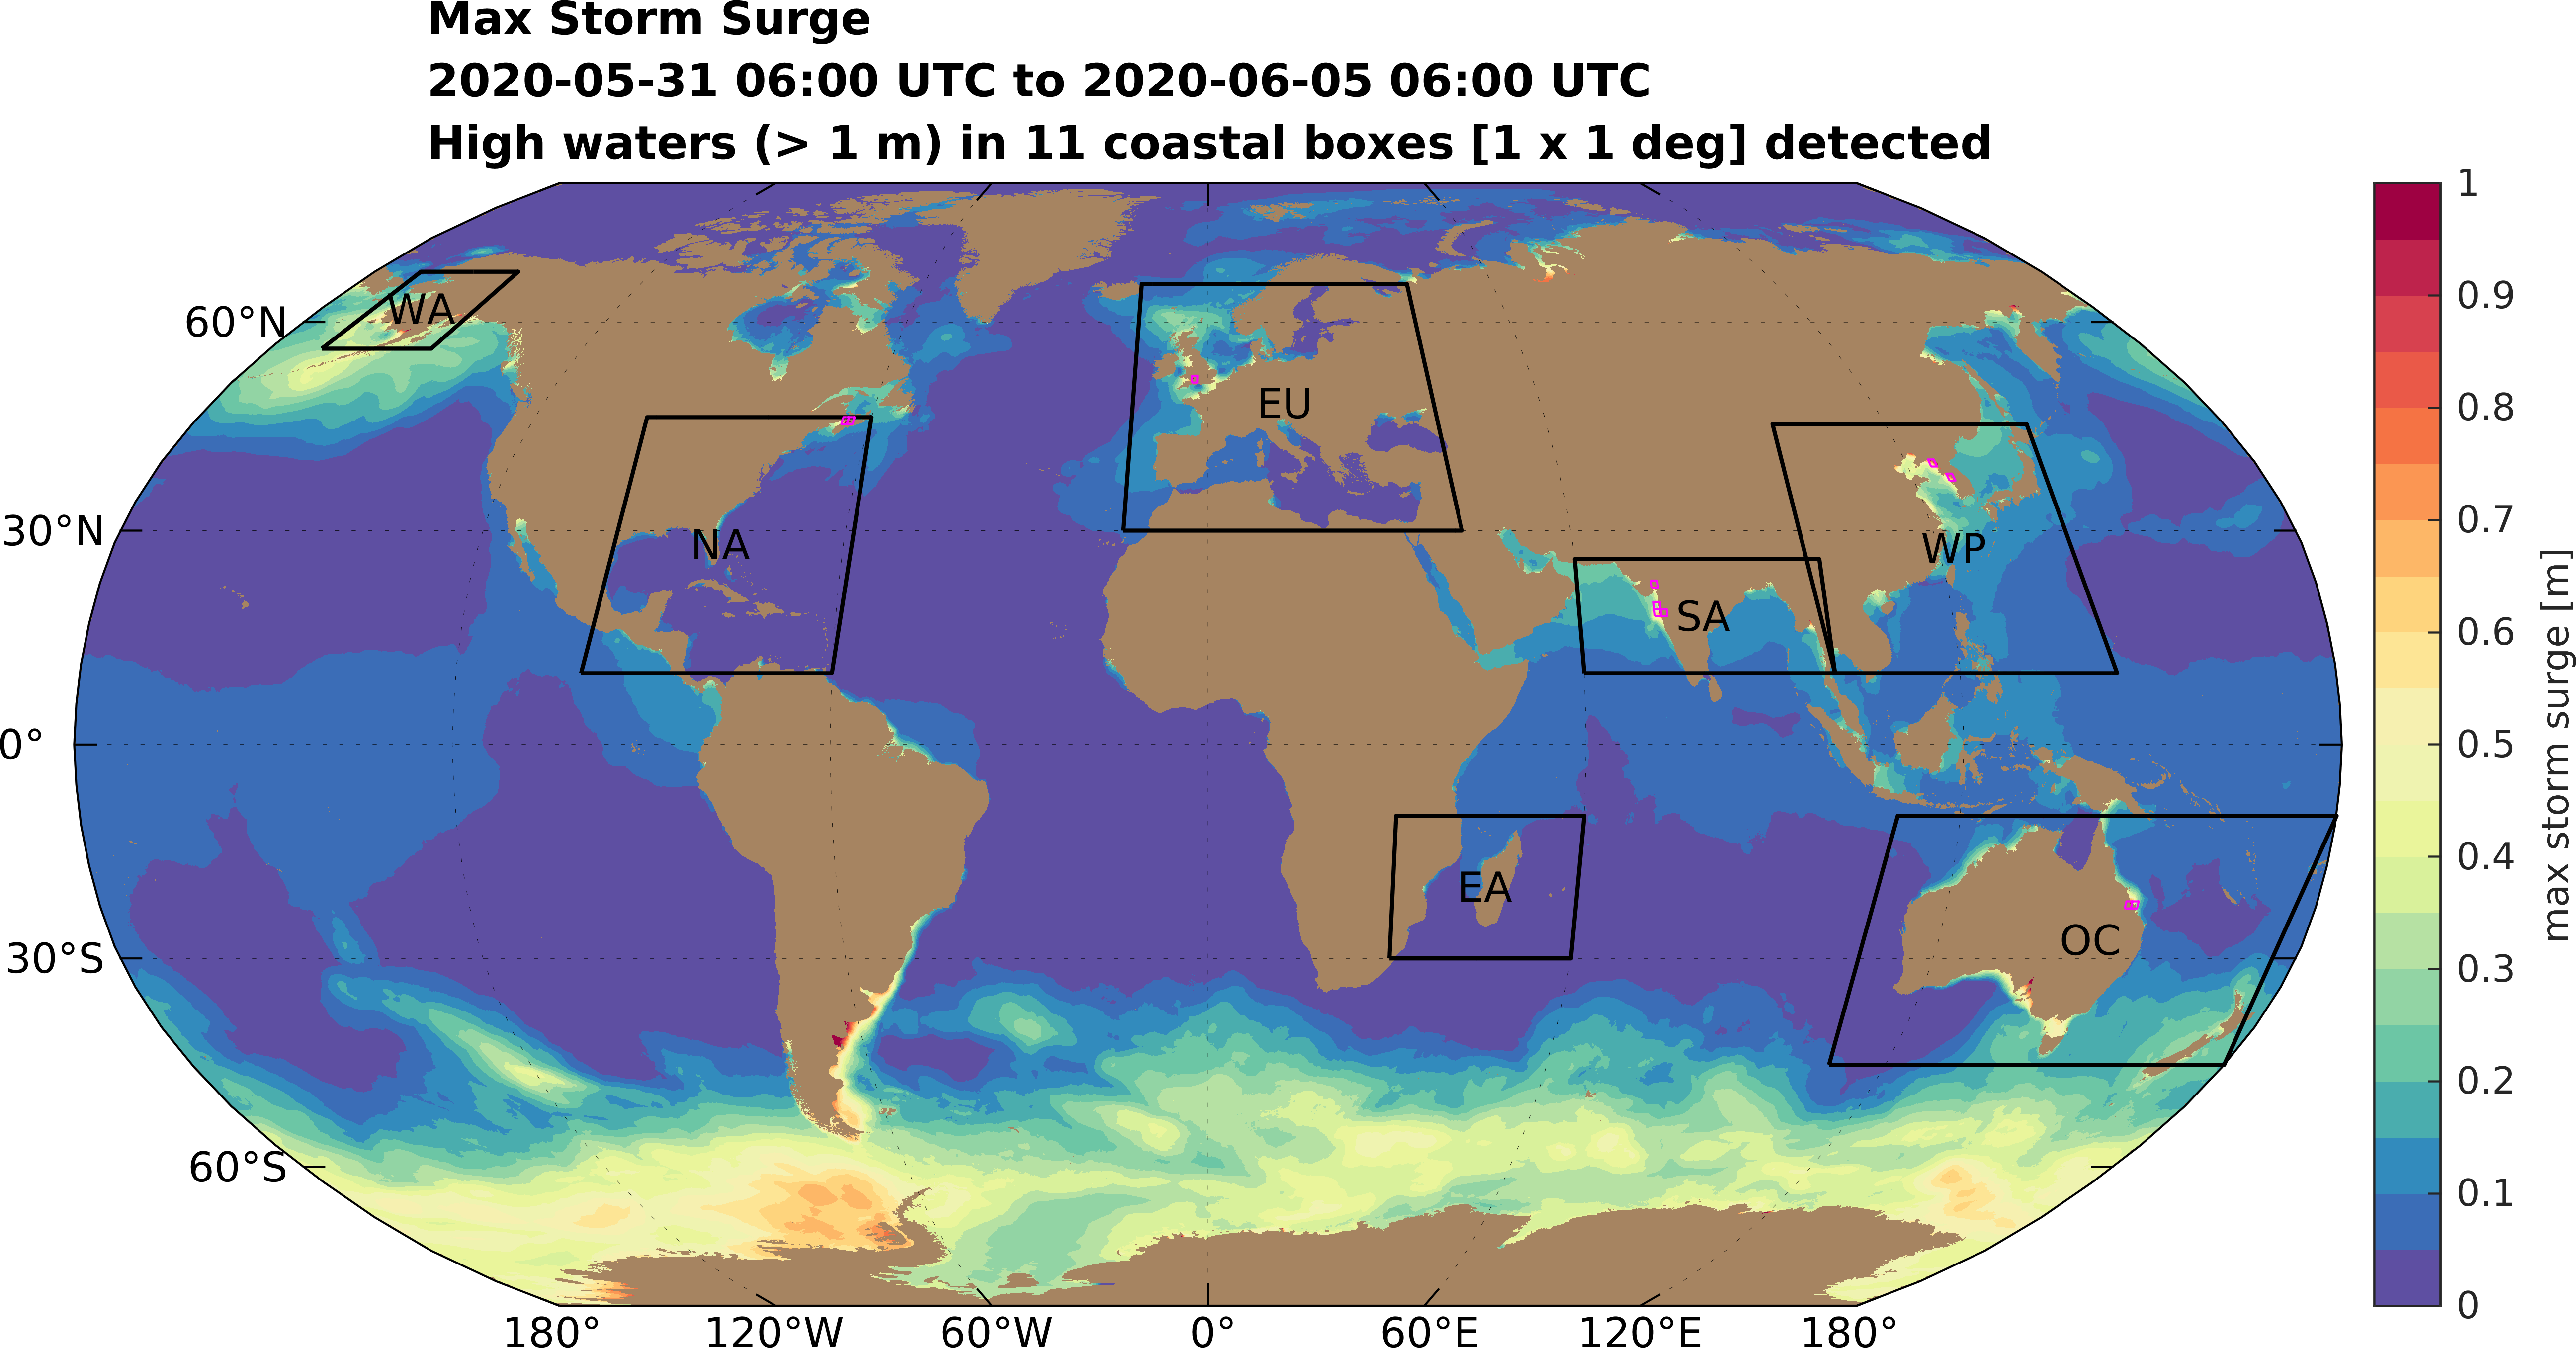 Max Storm Surge
2020-05-31 06:00 UTC to 2020-06-05 06:00 UTC
High waters (> 1 m) in 11 coastal boxes [1 x 1 deg] detected
60°N
30°N
0°
30°S
60°S
WA
NA
EU
SA
WP
EA
OC
180°
120°W
60°W
0°
60°E
120°E
180°
1
0.9
0.8
0.7
0.6
0.5
0.4
0.3
0.2
0.1
0
max storm surge [m]